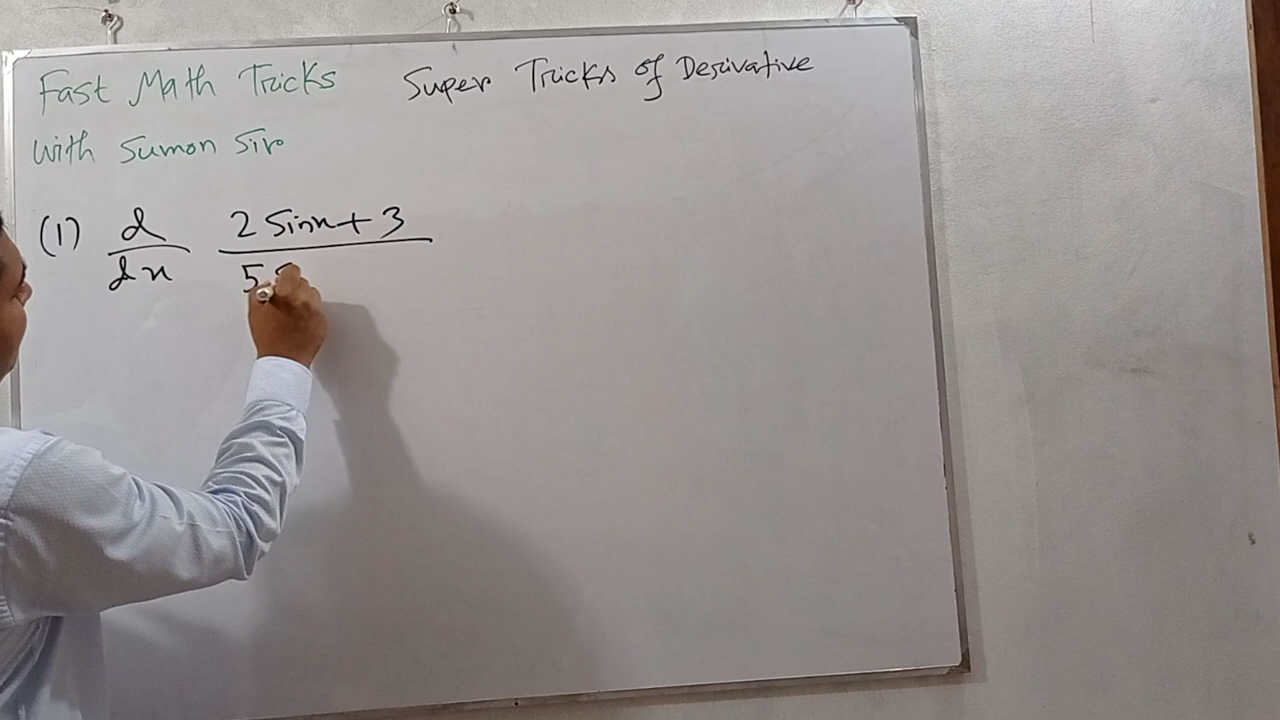 Fast Math Tricks Super Tricks of Derivative
with Sumon Sir
(1) d/dx 2 Sinx + 3
5